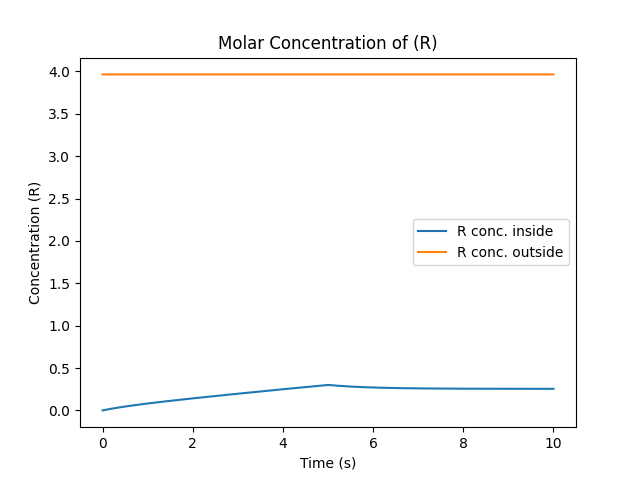 Molar Concentration of (R)
4.0
3.5
3.0
2.5
2.0
1.5
1.0
0.5
0.0
Concentration (R)
R conc. inside
R conc. outside
0 2 4 6 8 10
Time (s)